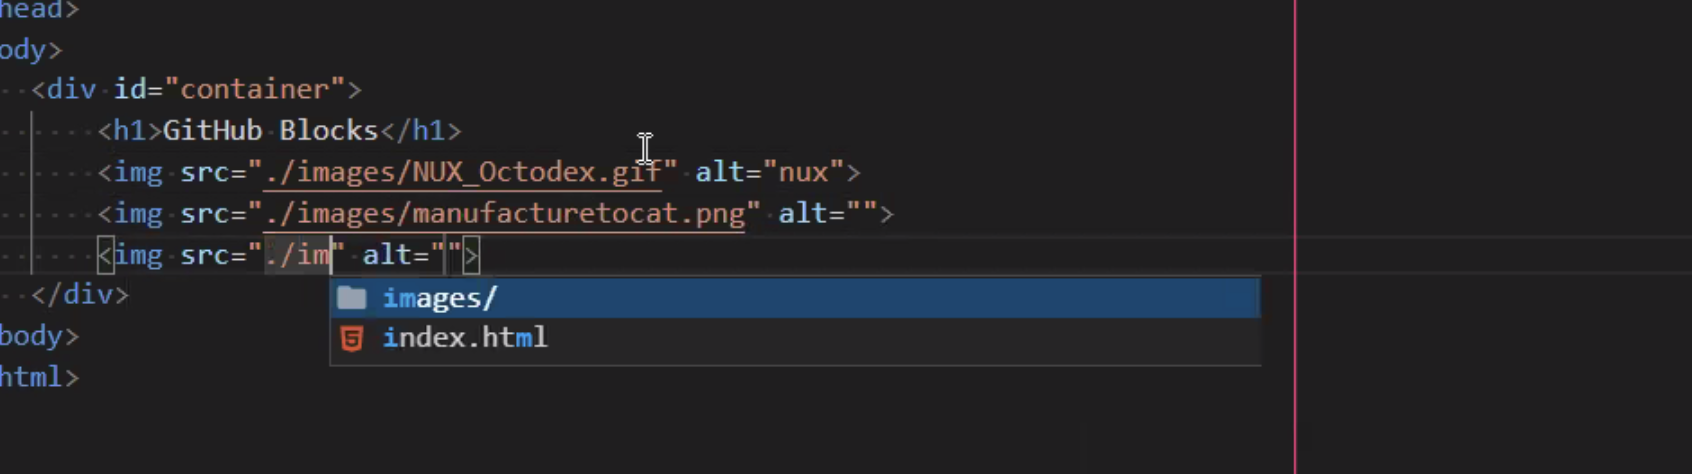 head>
ody>
<div id="container">
<h1>GitHub Blocks</h1>
<img src="./images/NUX_Octodex.gif" alt="nux">
<img src="./images/manufacturetocat.png" alt="">
<img src="./im" alt="">
images/
index.html
</div>
body>
html>